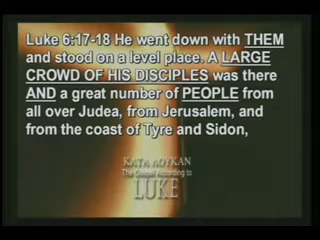 Luke 6:17-18 He went down with THEM
and stood on a level place. A LARGE
CROWD OF HIS DISCIPLES was there
AND a great number of PEOPLE from
all over Judea, from Jerusalem, and
from the coast of Tyre and Sidon,
ΚΑΤΑ ΛΟΥΚΑΝ
The Gospel According to
LUKE